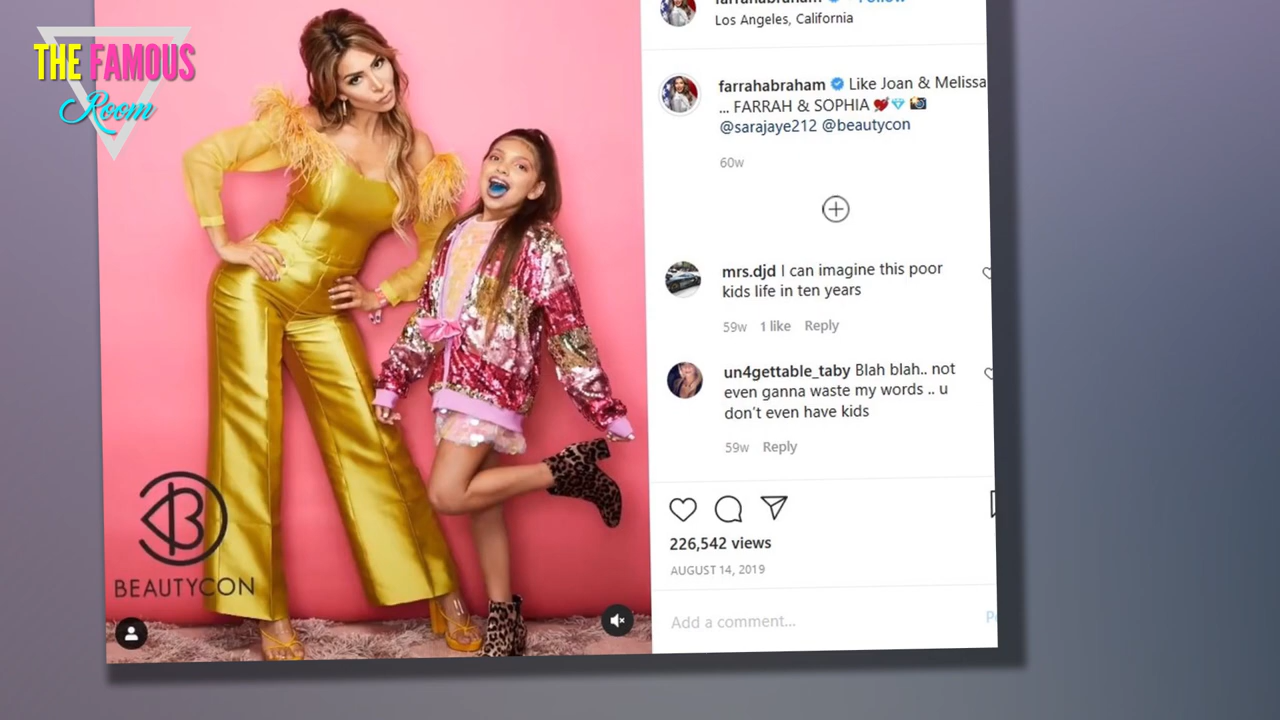 THE FAMOUS
Room
farrahabraham
Los Angeles, California
farrahabraham Like Joan & Melissa
... FARRAH & SOPHIA 💘💎📸
@sarajaye212 @beautycon
60w
mrs.djd I can imagine this poor
kids life in ten years
59w 1 like Reply
un4gettable_taby Blah blah.. not
even ganna waste my words .. u
don't even have kids
59w Reply
226,542 views
AUGUST 14, 2019
Add a comment...
BEAUTYCON